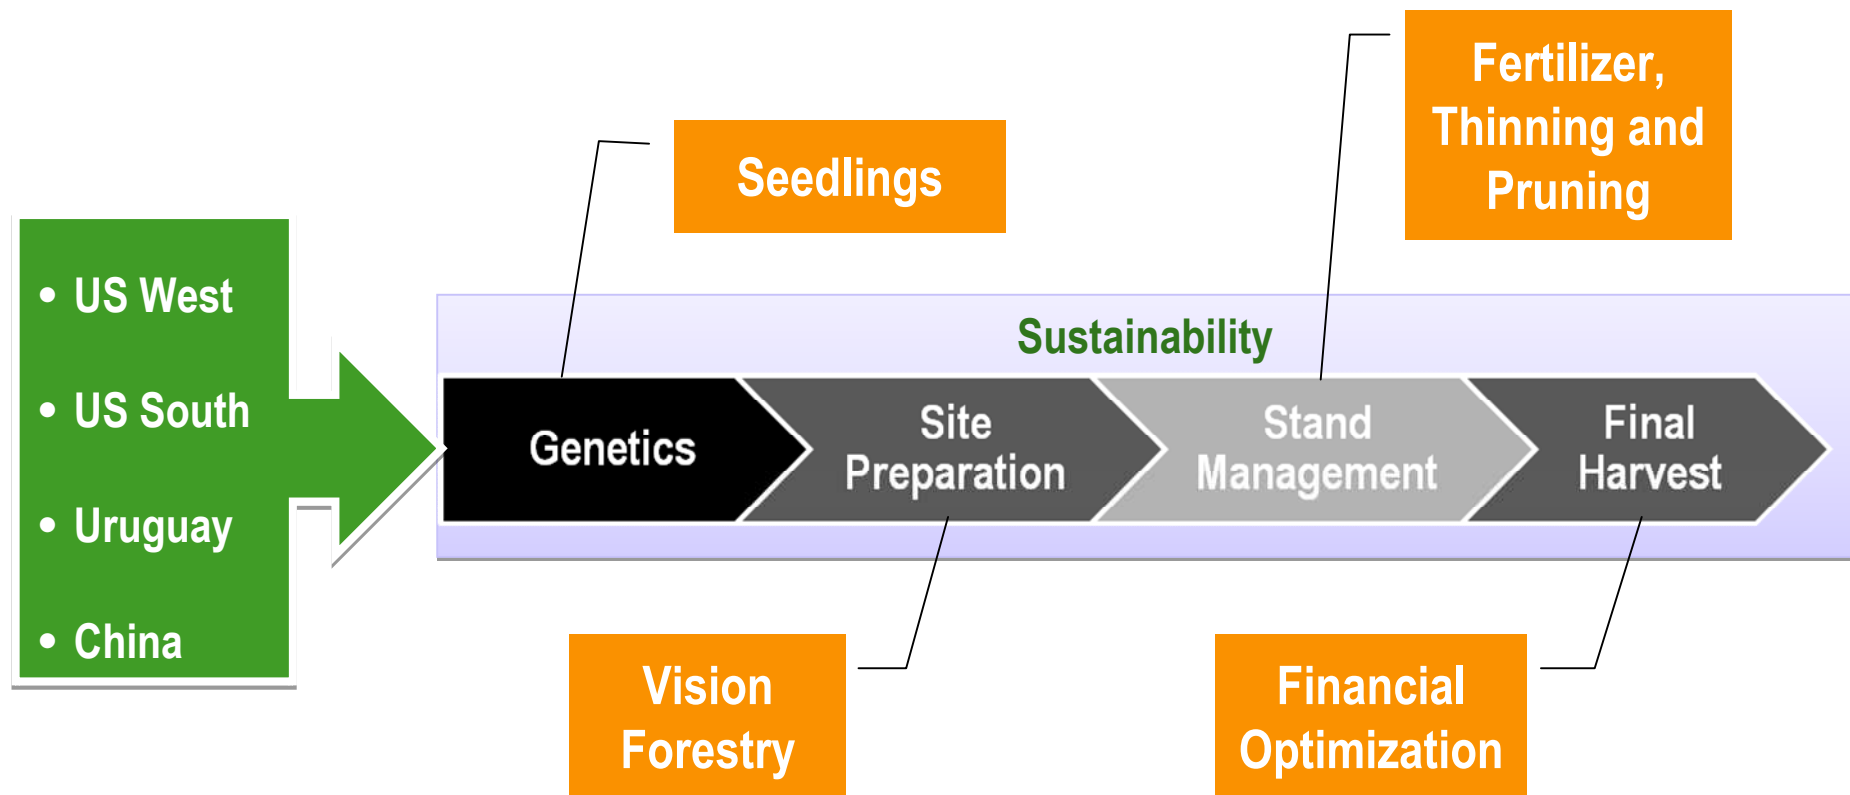 Fertilizer,
Thinning and
Pruning
Seedlings
• US West
• US South
• Uruguay
• China
Sustainability
Genetics
Site
Preparation
Stand
Management
Final
Harvest
Vision
Forestry
Financial
Optimization